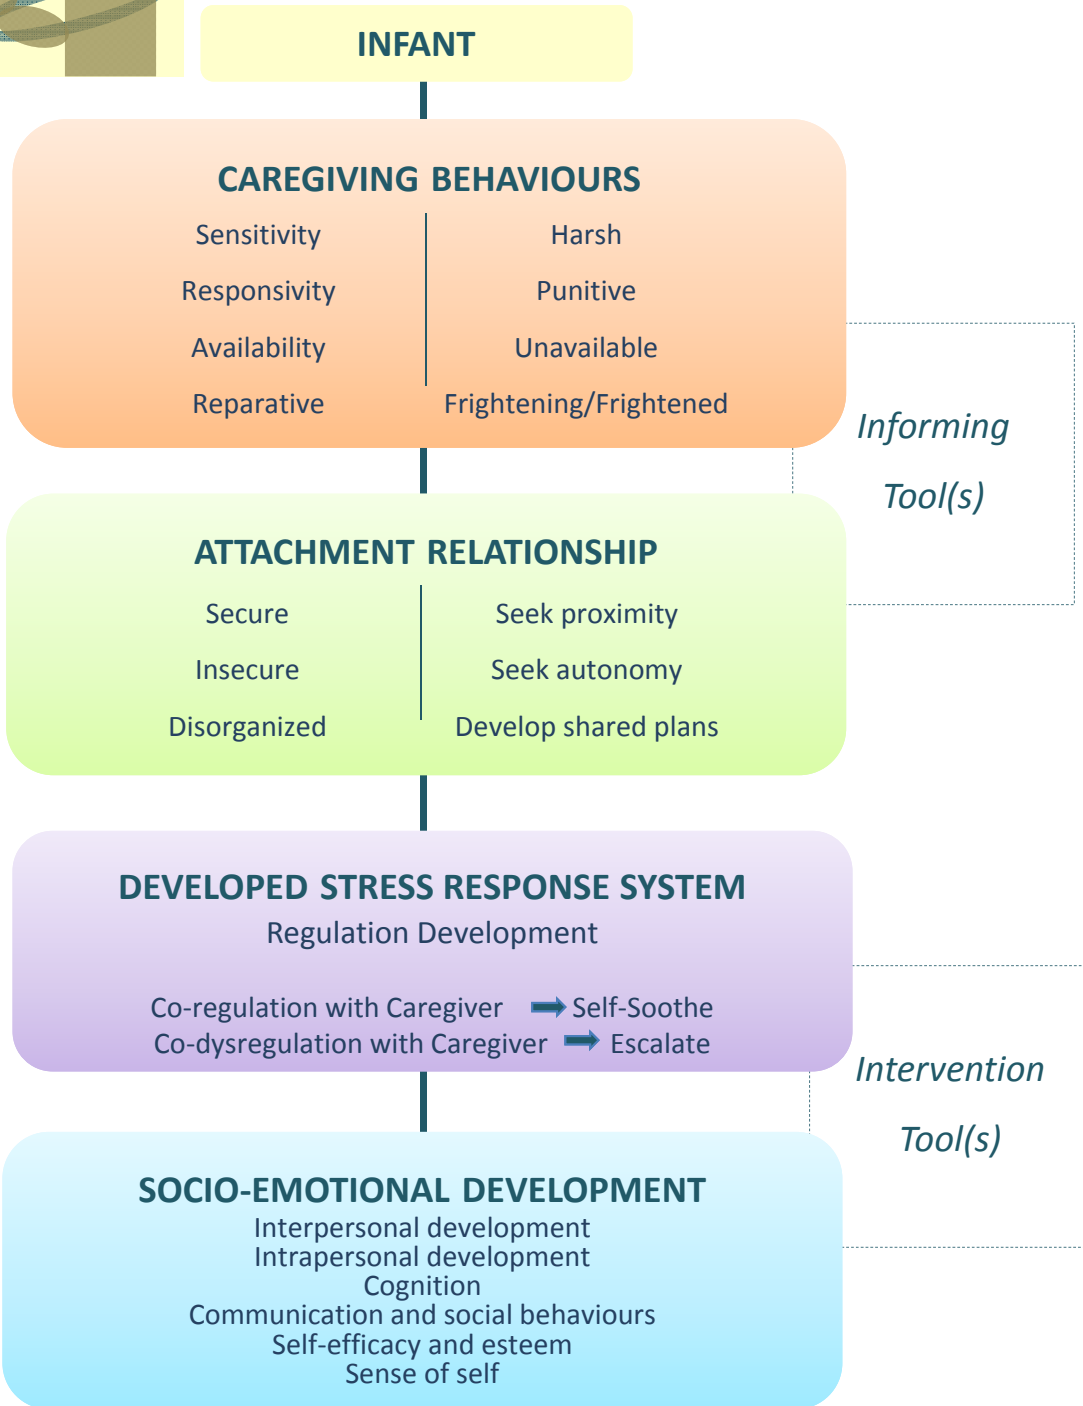 INFANT
CAREGIVING BEHAVIOURS
Sensitivity
Harsh
Responsivity
Punitive
Availability
Unavailable
Reparative
Frightening/Frightened
Informing
Tool(s)
ATTACHMENT RELATIONSHIP
Secure
Seek proximity
Insecure
Seek autonomy
Disorganized
Develop shared plans
DEVELOPED STRESS RESPONSE SYSTEM
Regulation Development
Co-regulation with Caregiver ➡ Self-Soothe
Co-dysregulation with Caregiver ➡ Escalate
Intervention
Tool(s)
SOCIO-EMOTIONAL DEVELOPMENT
Interpersonal development
Intrapersonal development
Cognition
Communication and social behaviours
Self-efficacy and esteem
Sense of self